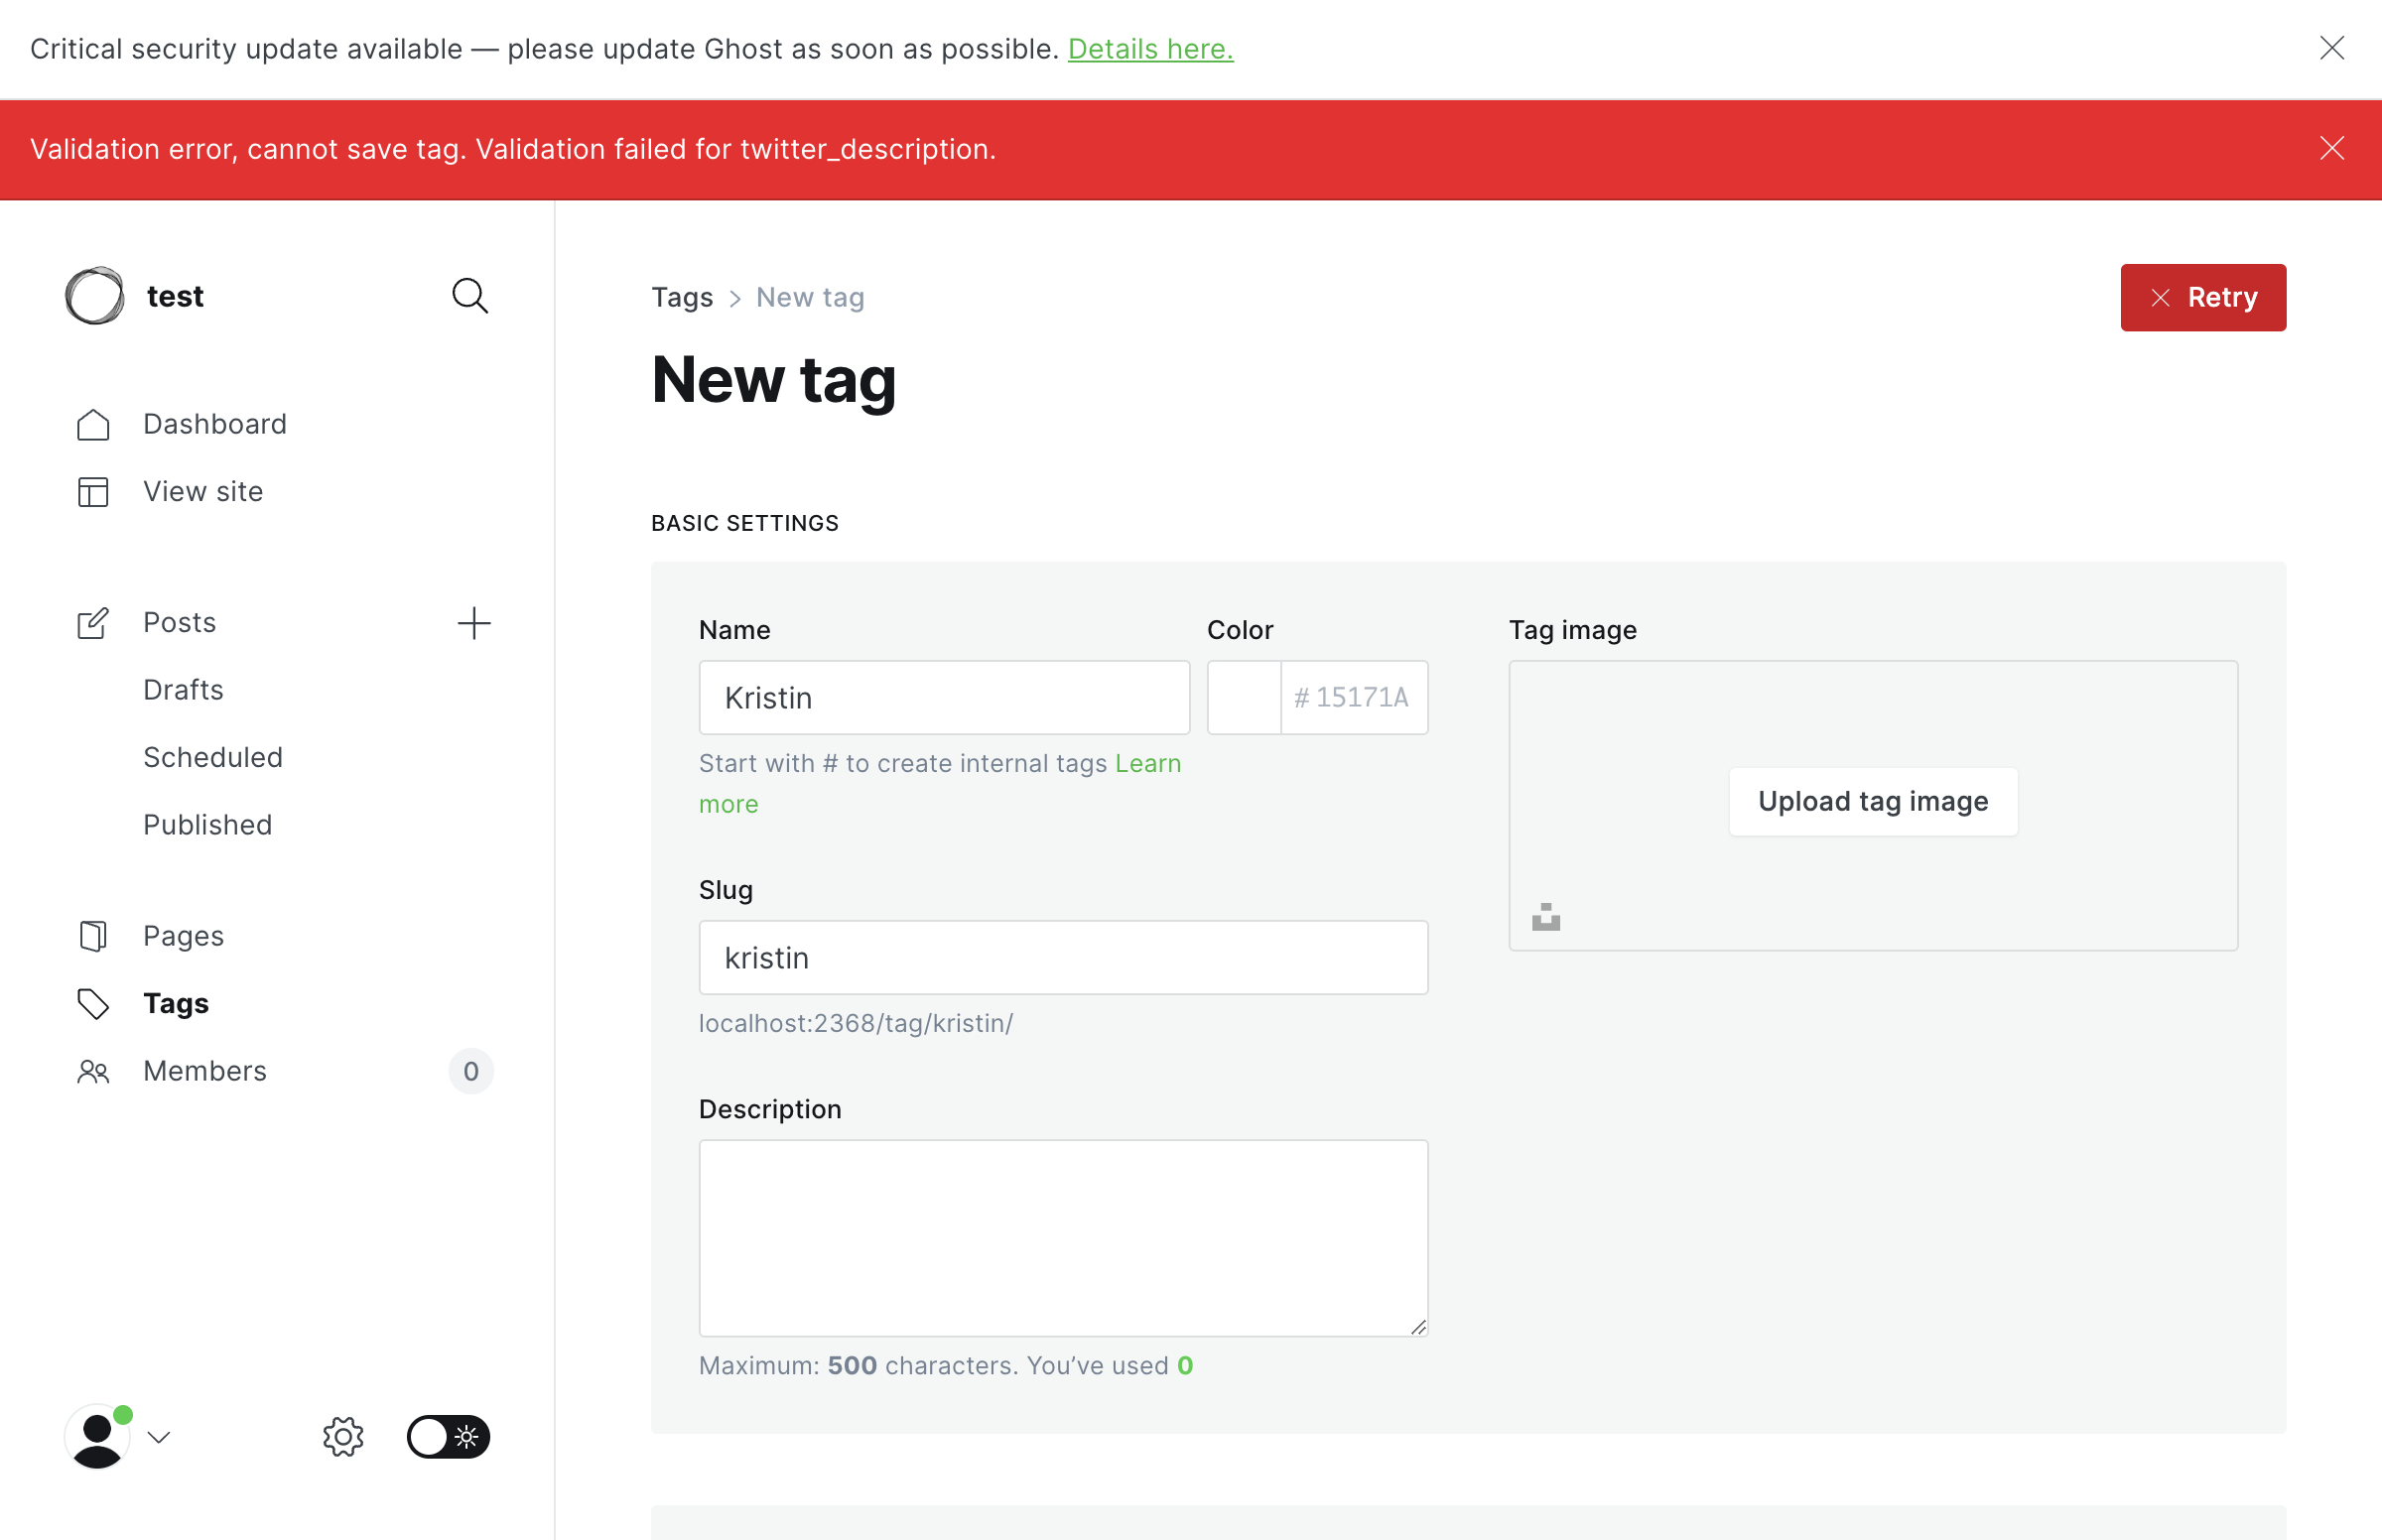 Critical security update available — please update Ghost as soon as possible. Details here.
Validation error, cannot save tag. Validation failed for twitter_description.
test
Dashboard
View site
Posts
Drafts
Scheduled
Published
Pages
Tags
Members
0
Tags > New tag
Retry
New tag
BASIC SETTINGS
Name
Kristin
Start with # to create internal tags Learn
more
Color
# 15171A
Slug
kristin
localhost:2368/tag/kristin/
Description
Maximum: 500 characters. You’ve used 0
Tag image
Upload tag image